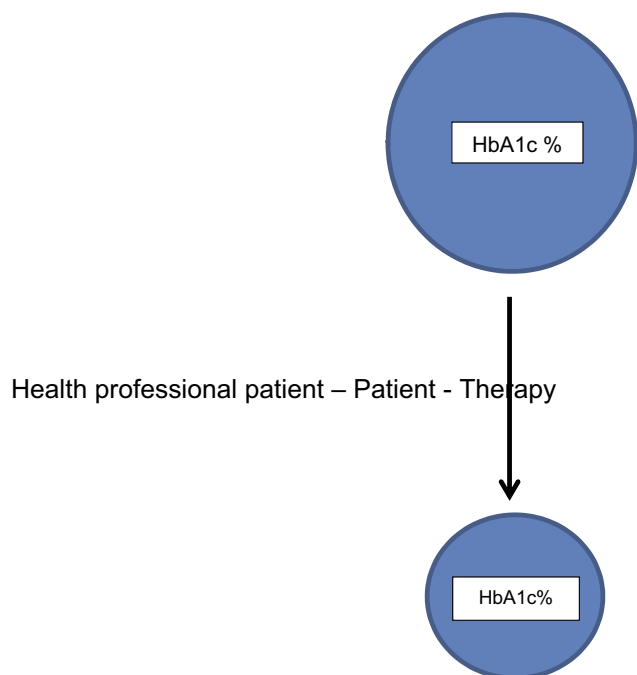 HbA1c %
Health professional patient – Patient - Therapy
HbA1c%